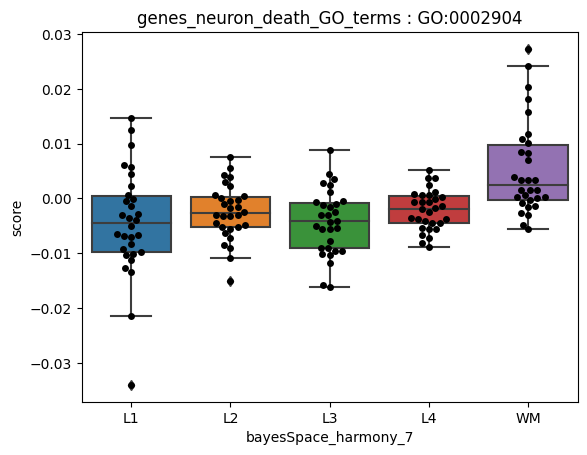 genes_neuron_death_GO_terms : GO:0002904
0.03
0.02
0.01
0.00
−0.01
−0.02
−0.03
score
L1 L2 L3 L4 WM
bayesSpace_harmony_7